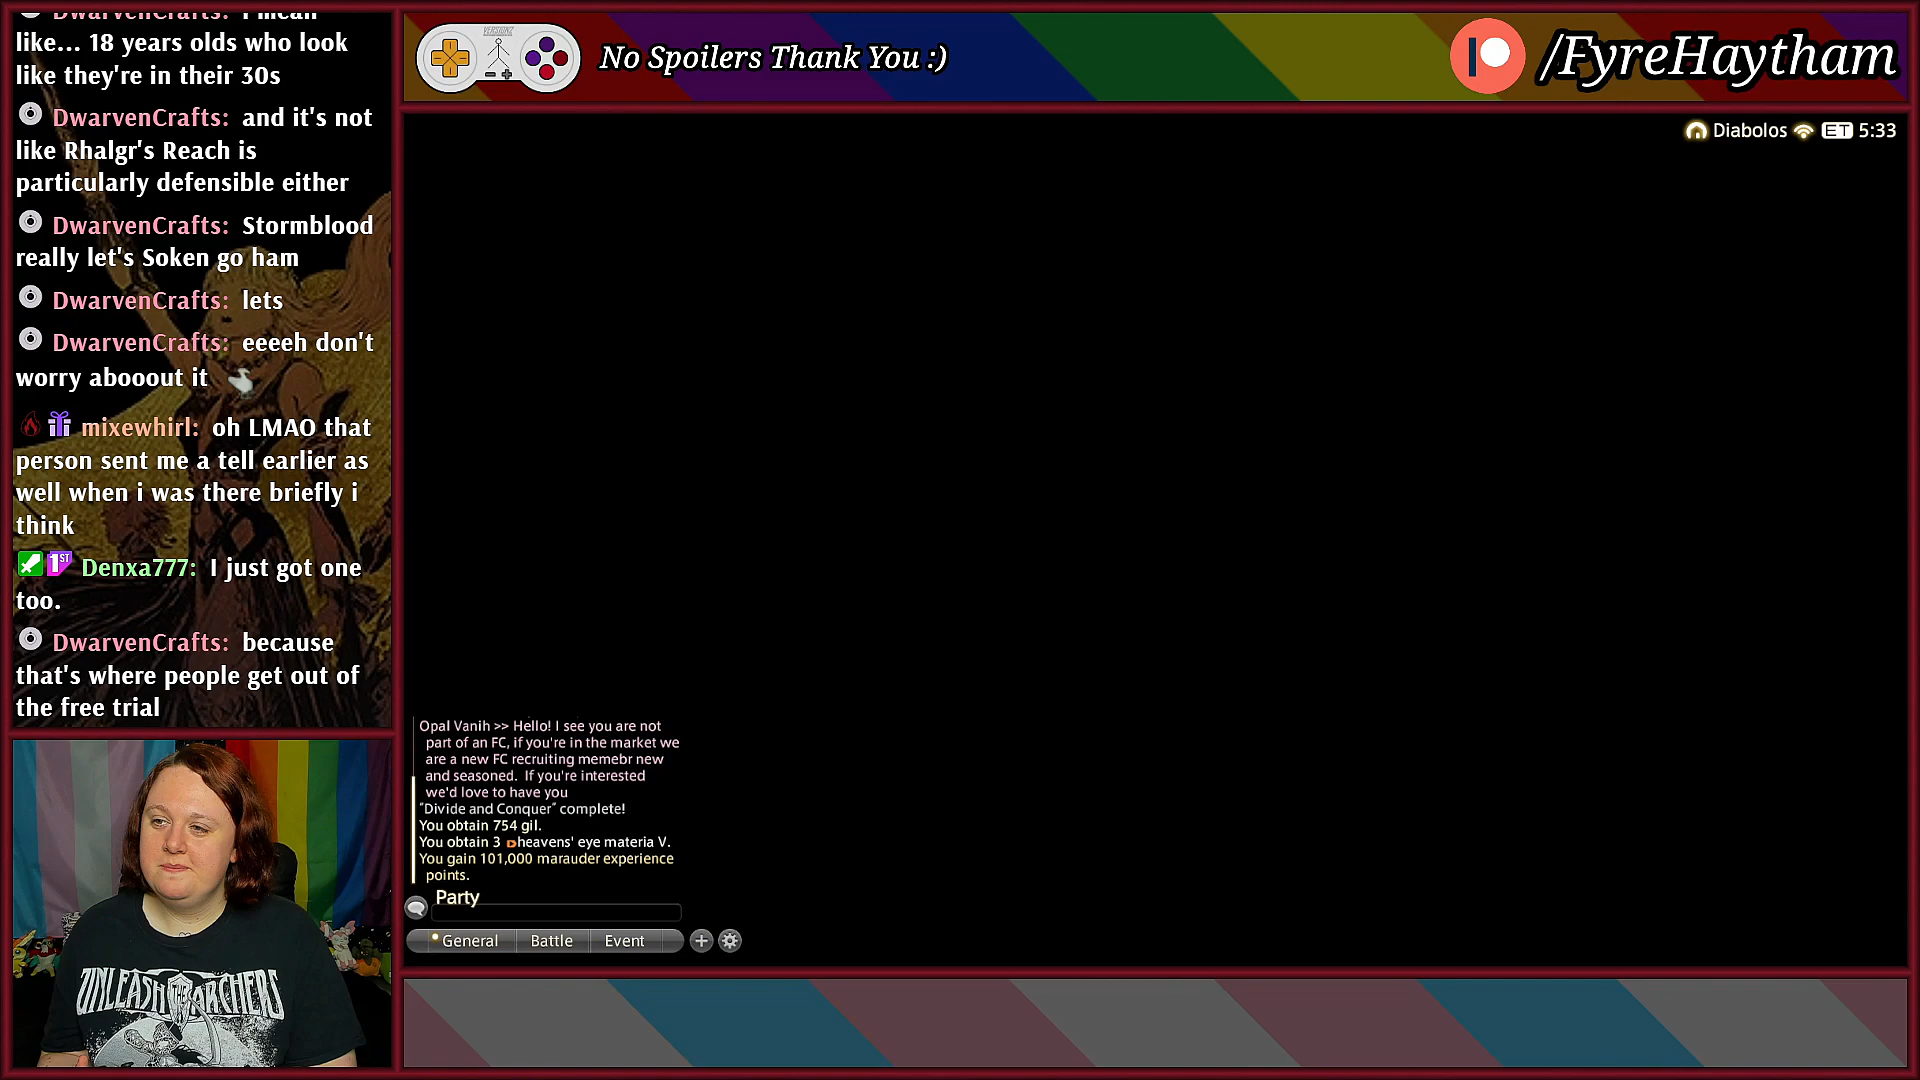 DwarvenCrafts: I mean
like... 18 years olds who look
like they're in their 30s
DwarvenCrafts: and it's not
like Rhalgr's Reach is
particularly defensible either
DwarvenCrafts: Stormblood
really let's Soken go ham
DwarvenCrafts: lets
DwarvenCrafts: eeeeh don't
worry abooout it
mixewhirl: oh LMAO that
person sent me a tell earlier as
well when i was there briefly i
think
1ST Denxa777: I just got one
too.
DwarvenCrafts: because
that's where people get out of
the free trial
No Spoilers Thank You :)
/FyreHaytham
Diabolos ET 5:33
Opal Vanih >> Hello! I see you are not
part of an FC, if you're in the market we
are a new FC recruiting memebr new
and seasoned. If you're interested
we'd love to have you
"Divide and Conquer" complete!
You obtain 754 gil.
You obtain 3 heavens' eye materia V.
You gain 101,000 marauder experience
points.
Party
General Battle Event
UNLEASH THE ARCHERS